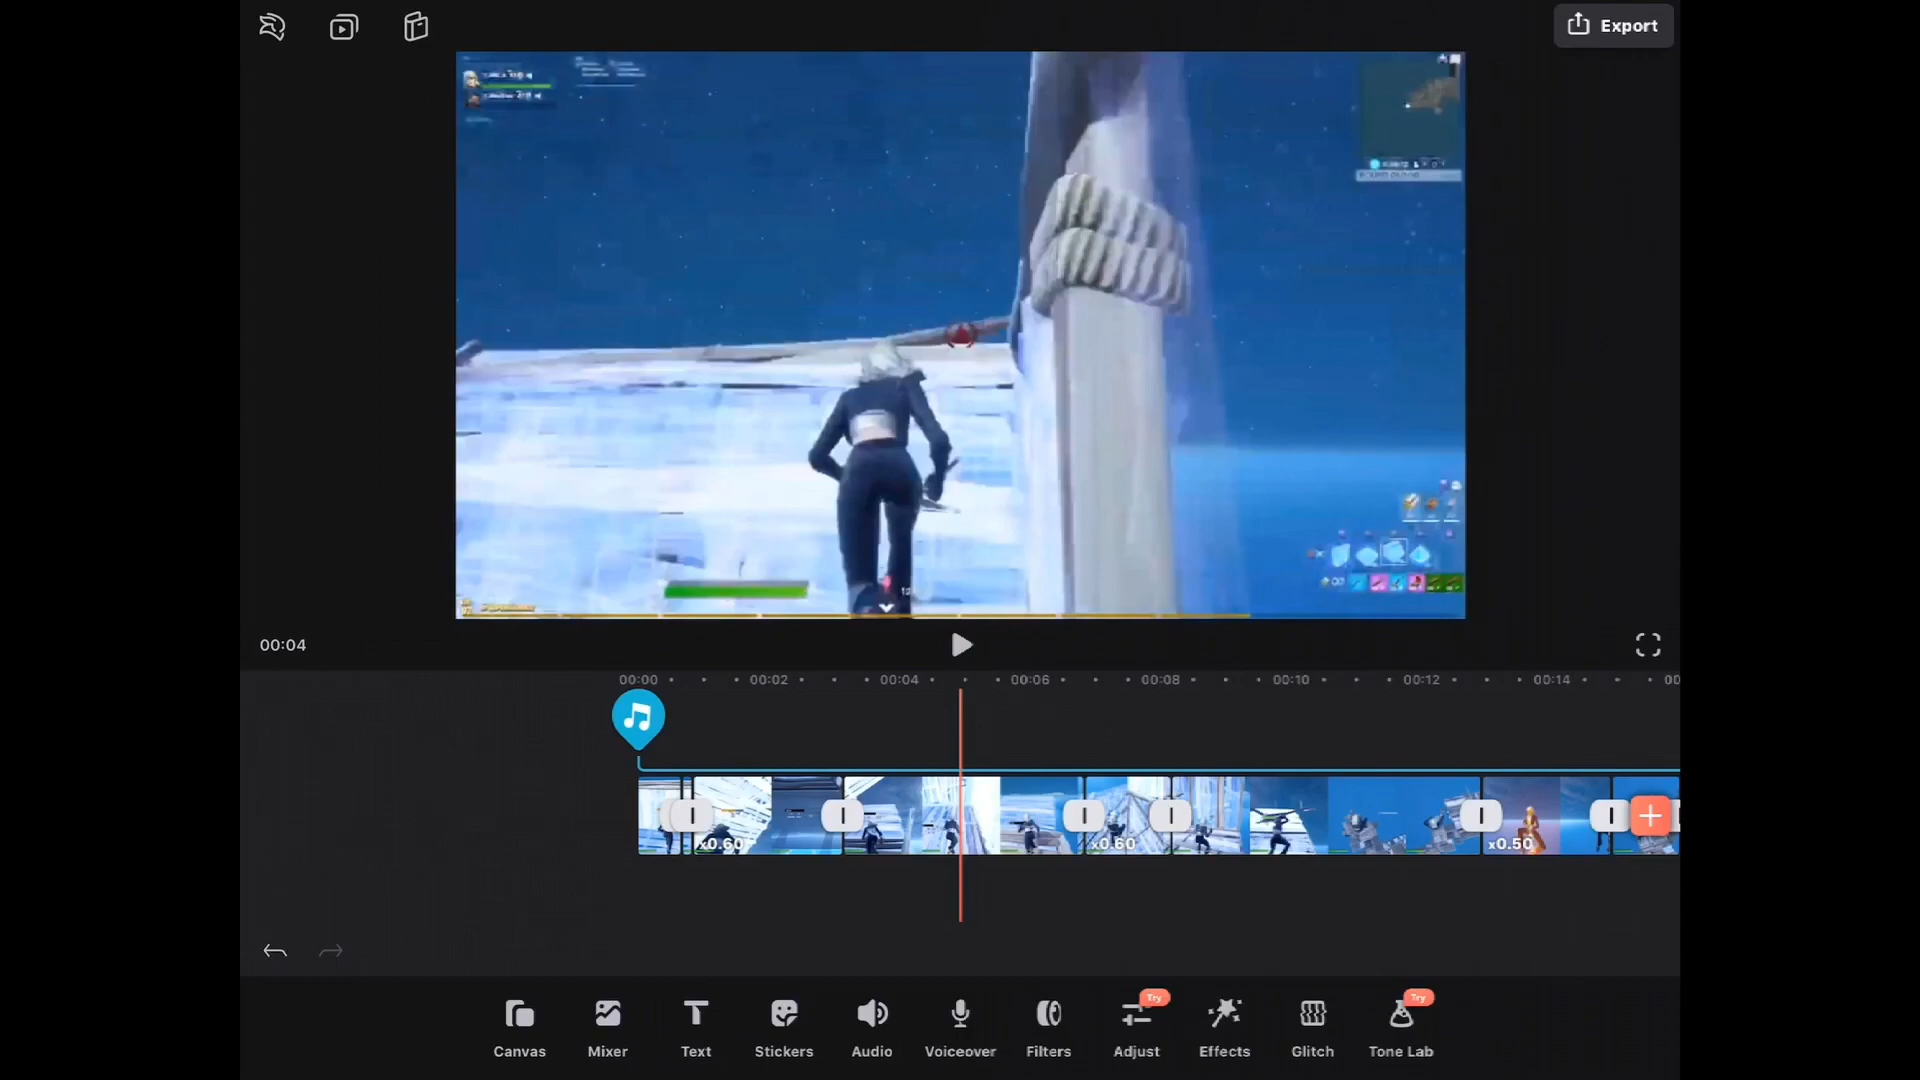 Export
00:04
00:00 00:02 00:04 00:06 00:08 00:10 00:12 00:14 00
x0.60 x0.60 x0.50
Try Try
Canvas Mixer Text Stickers Audio Voiceover Filters Adjust Effects Glitch Tone Lab